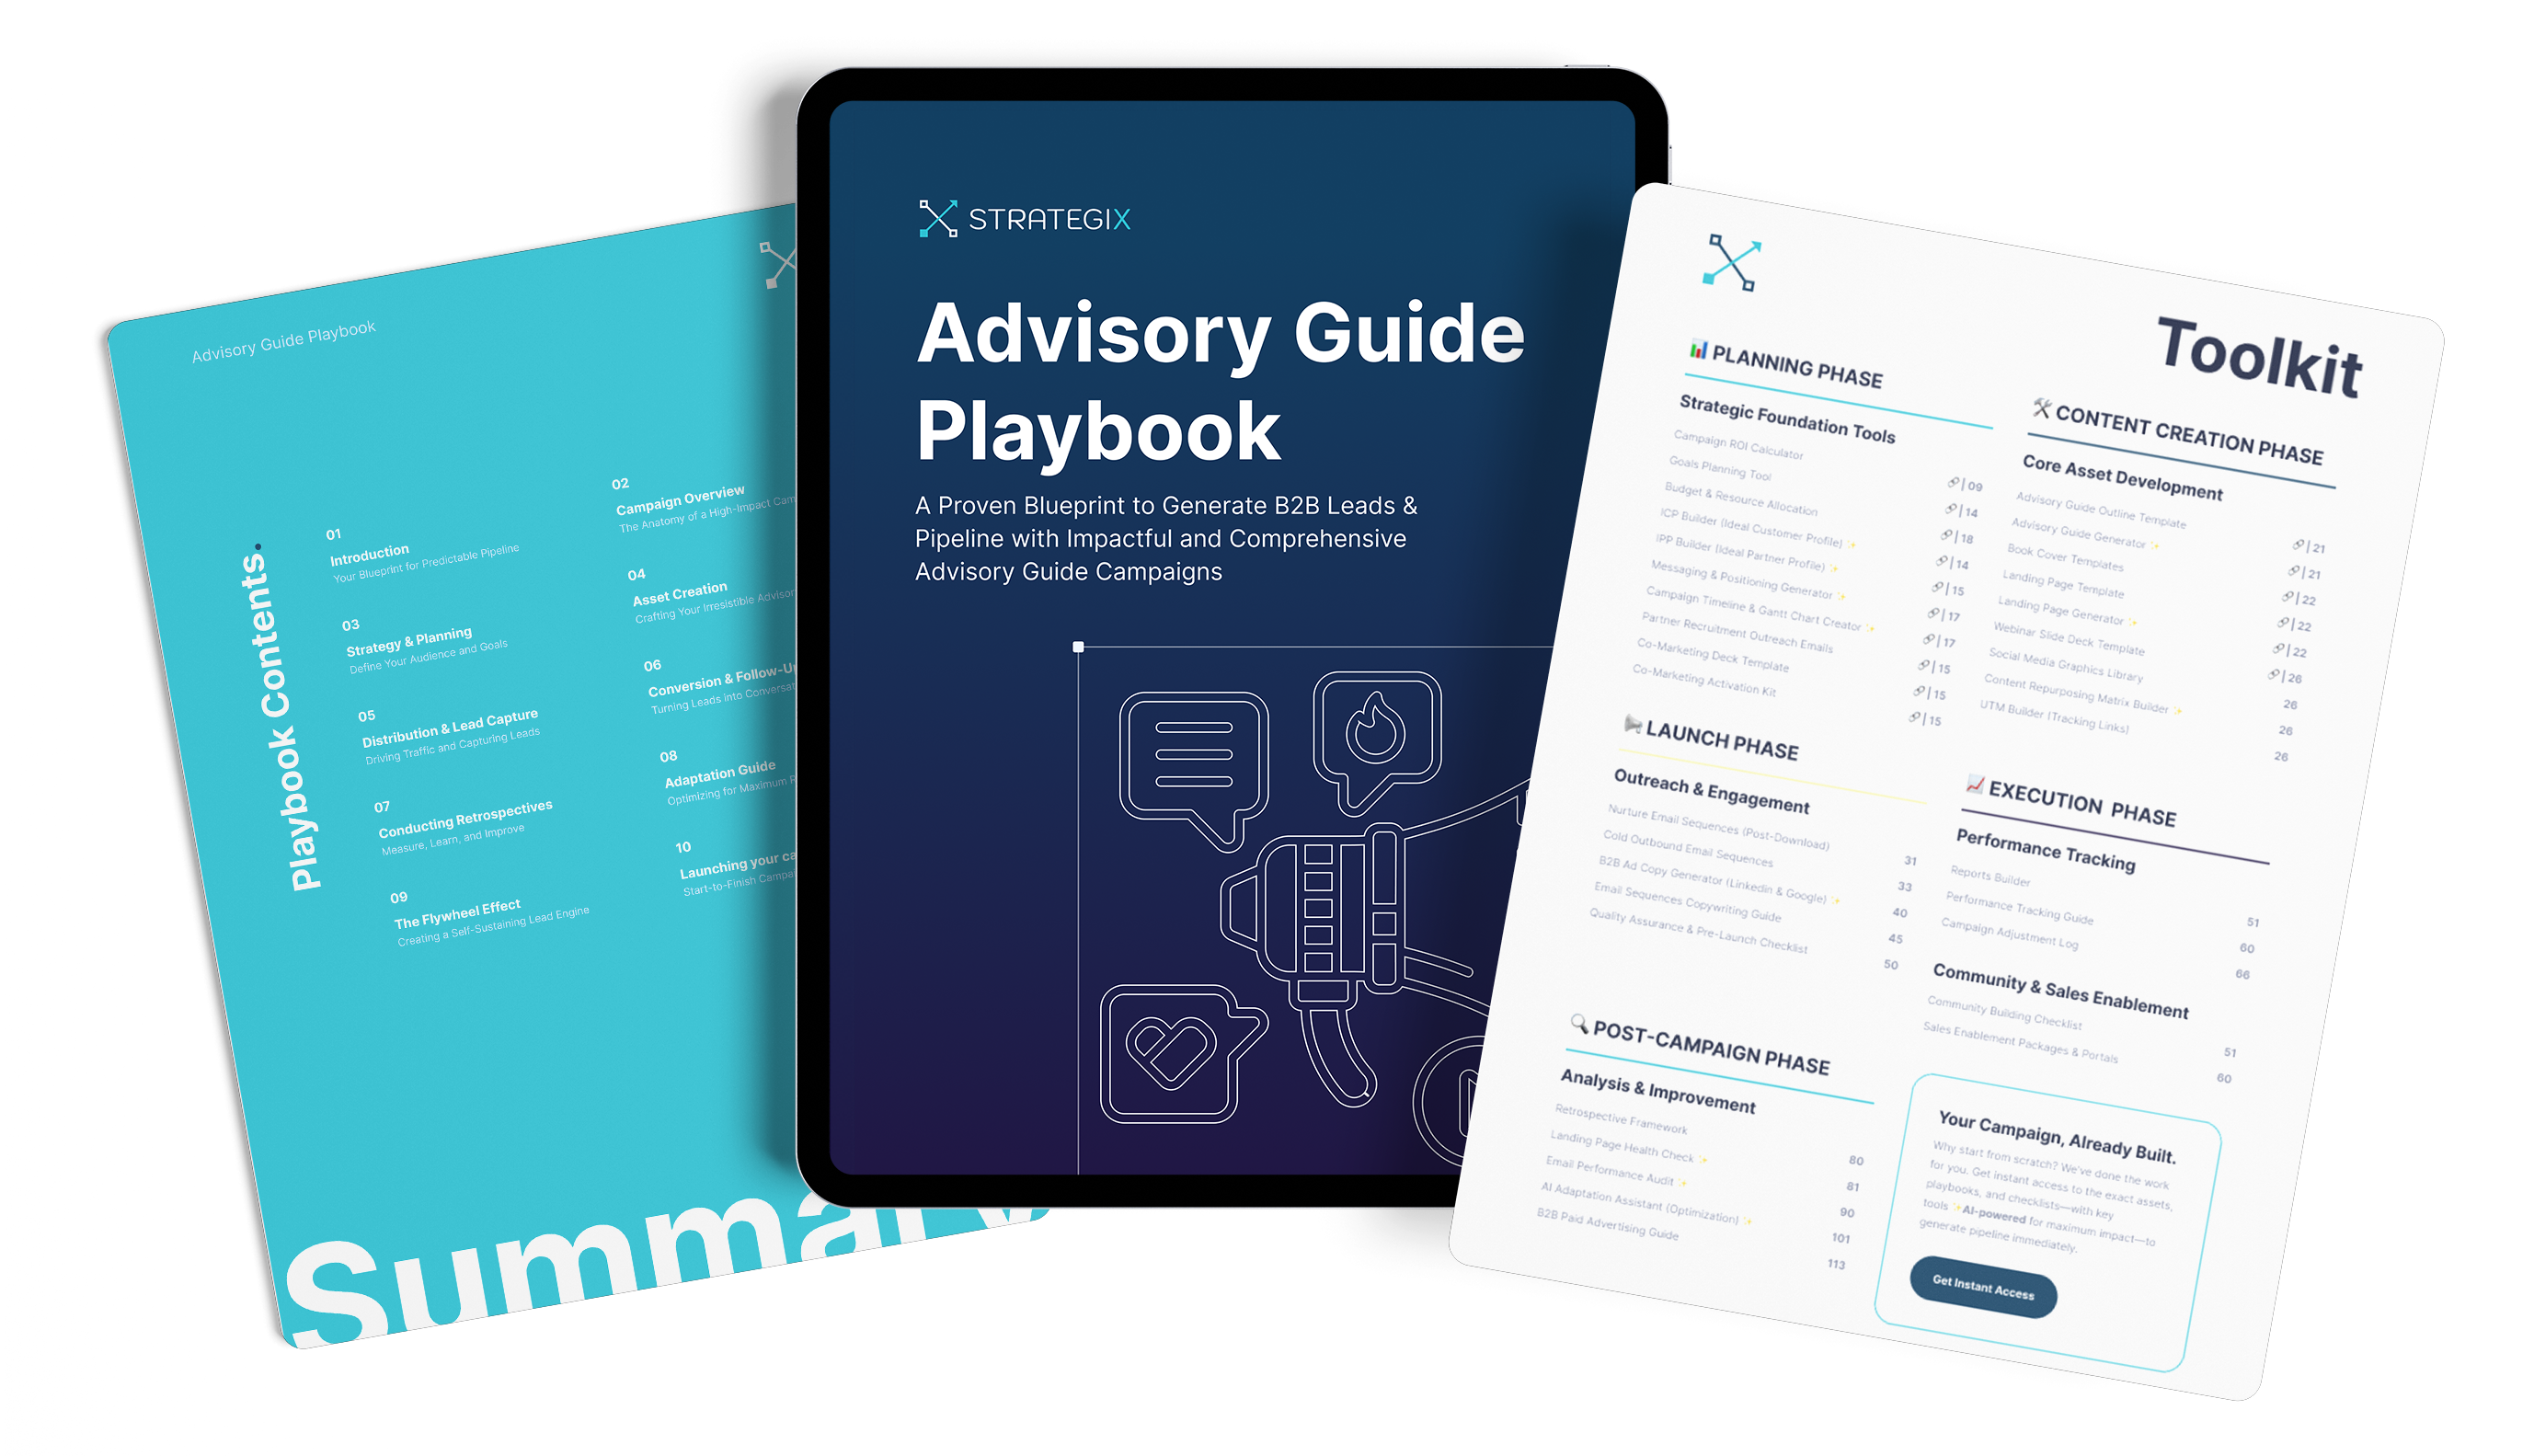 Advisory Guide Playbook
Playbook Contents.
01
Introduction
Your Blueprint for Predictable Pipeline
02
Campaign Overview
The Anatomy of a High-Impact
03
Strategy & Planning
Define Your Audience and Goals
04
Asset Creation
Crafting Your Irresistible
05
Distribution & Lead Capture
Driving Traffic and Capturing Leads
06
Conversion &
Turning Leads into
07
Conducting Retrospectives
Measure, Learn, and Improve
08
Adaptation Guide
Optimizing for Maximum
09
The Flywheel Effect
Creating a Self-Sustaining Lead Engine
10
Launching your
Start-to-Finish
Summary
STRATEGIX
Advisory Guide
Playbook
A Proven Blueprint to Generate B2B Leads &
Pipeline with Impactful and Comprehensive
Advisory Guide Campaigns
Toolkit
PLANNING PHASE
Strategic Foundation Tools
Campaign ROI Calculator | 09
Goals Planning Tool | 14
Budget & Resource Allocation | 18
ICP Builder (Ideal Customer Profile) ✨ | 14
IPP Builder (Ideal Partner Profile) ✨ | 15
Messaging & Positioning Generator ✨ | 17
Campaign Timeline & Gantt Chart Creator ✨ | 17
Partner Recruitment Outreach Emails | 15
Co-Marketing Deck Template | 15
Co-Marketing Activation Kit | 15
CONTENT CREATION PHASE
Core Asset Development
Advisory Guide Outline Template | 21
Advisory Guide Generator ✨ | 21
Book Cover Templates | 22
Landing Page Template | 22
Landing Page Generator ✨ | 22
Webinar Slide Deck Template | 26
Social Media Graphics Library 26
Content Repurposing Matrix Builder ✨ 26
UTM Builder (Tracking Links) 26
LAUNCH PHASE
Outreach & Engagement
Nurture Email Sequences (Post-Download) 31
Cold Outbound Email Sequences 33
B2B Ad Copy Generator (Linkedin & Google) ✨ 40
Email Sequences Copywriting Guide 45
Quality Assurance & Pre-Launch Checklist 50
EXECUTION PHASE
Performance Tracking
Reports Builder 51
Performance Tracking Guide 60
Campaign Adjustment Log 66
Community & Sales Enablement
Community Building Checklist 51
Sales Enablement Packages & Portals 60
POST-CAMPAIGN PHASE
Analysis & Improvement
Retrospective Framework 80
Landing Page Health Check ✨ 81
Email Performance Audit ✨ 90
AI Adaptation Assistant (Optimization) ✨ 101
B2B Paid Advertising Guide 113
Your Campaign, Already Built.
Why start from scratch? We've done the work
for you. Get instant access to the exact assets,
playbooks, and checklists—with key
tools ✨AI-powered for maximum impact—to
generate pipeline immediately.
Get Instant Access